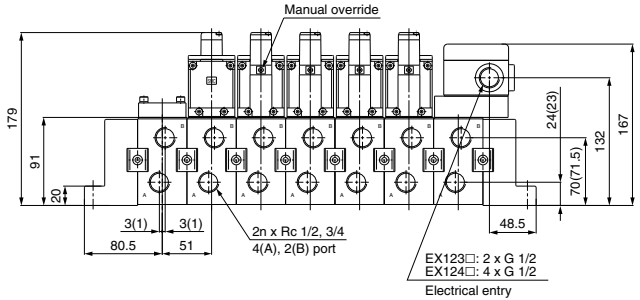 Manual override
179
91
20
B
B
B
B
B
B
B
A
A
A
A
A
A
A
24(23)
70(71.5)
132
167
3(1)
3(1)
80.5
51
48.5
2n x Rc 1/2, 3/4
4(A), 2(B) port
EX123□: 2 x G 1/2
EX124□: 4 x G 1/2
Electrical entry